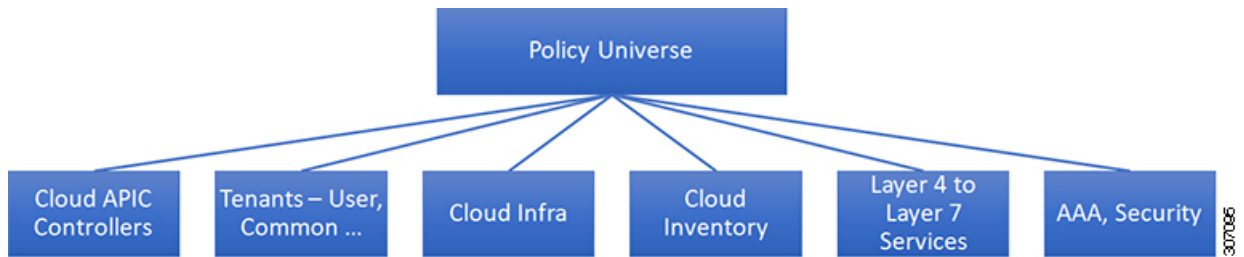 Policy Universe
Cloud APIC
Controllers
Tenants – User,
Common ...
Cloud Infra
Cloud
Inventory
Layer 4 to
Layer 7
Services
AAA, Security
307095